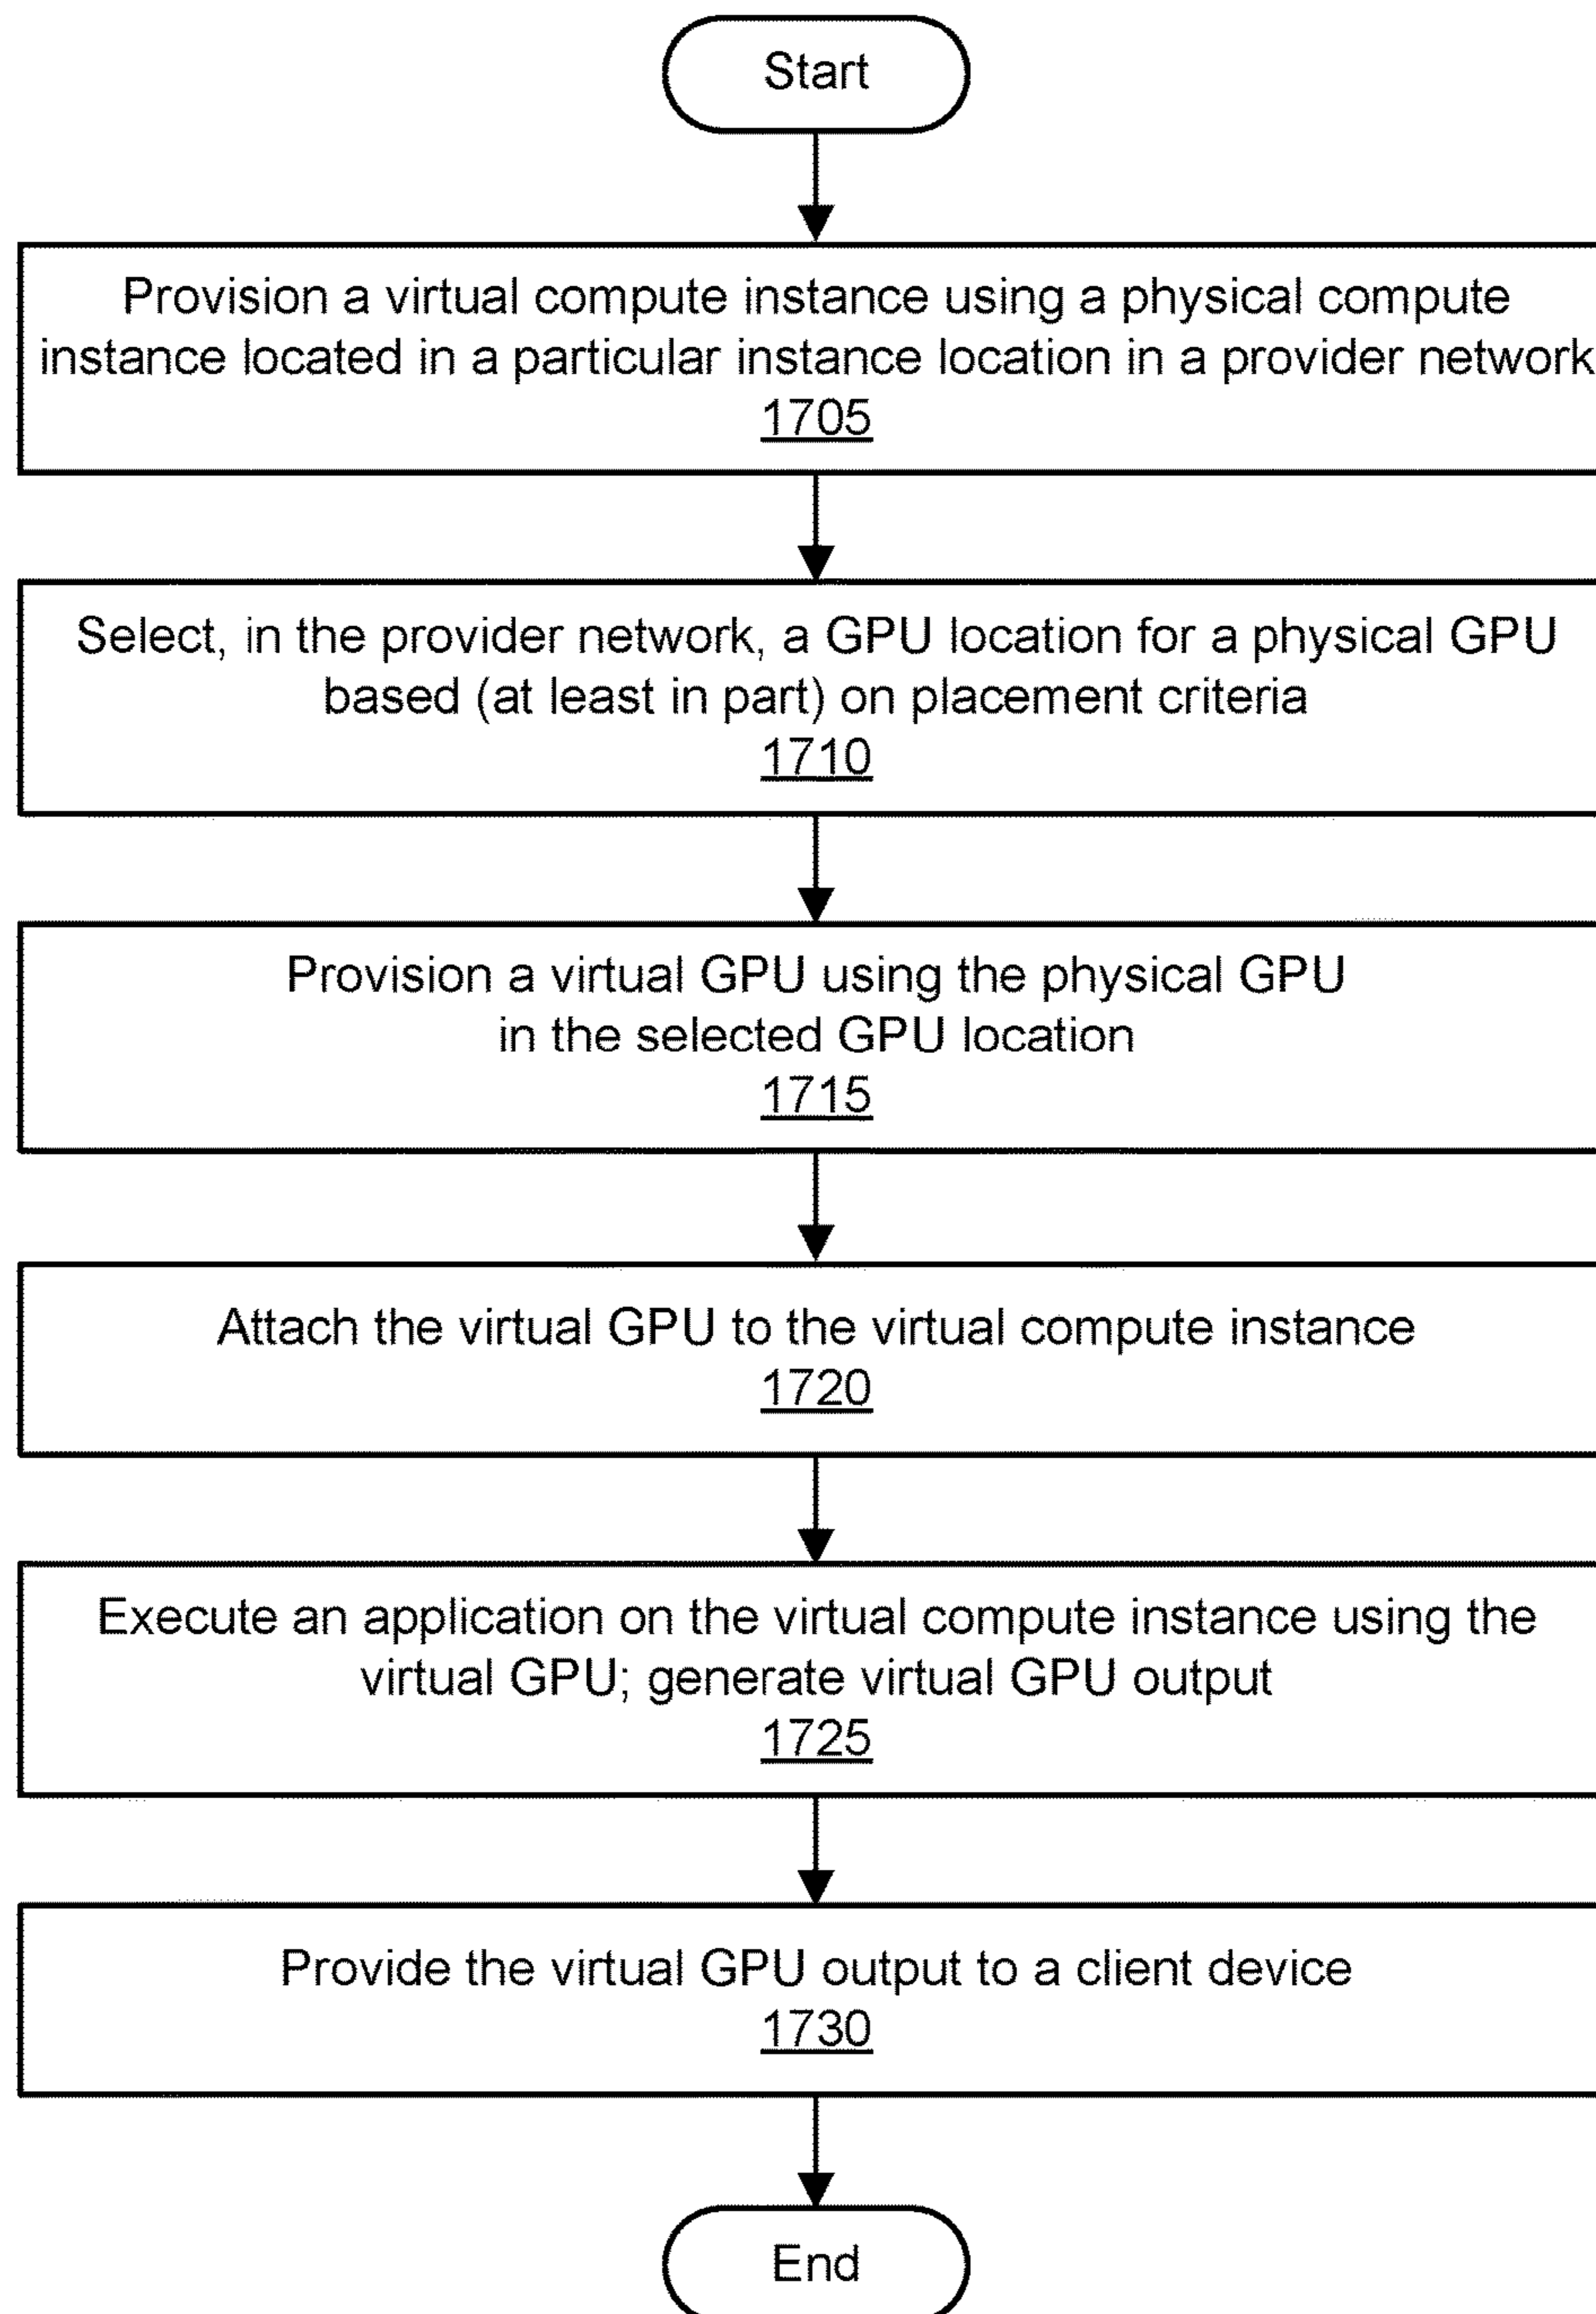 Start
Provision a virtual compute instance using a physical compute
instance located in a particular instance location in a provider network
1705
Select, in the provider network, a GPU location for a physical GPU
based (at least in part) on placement criteria
1710
Provision a virtual GPU using the physical GPU
in the selected GPU location
1715
Attach the virtual GPU to the virtual compute instance
1720
Execute an application on the virtual compute instance using the
virtual GPU; generate virtual GPU output
1725
Provide the virtual GPU output to a client device
1730
End